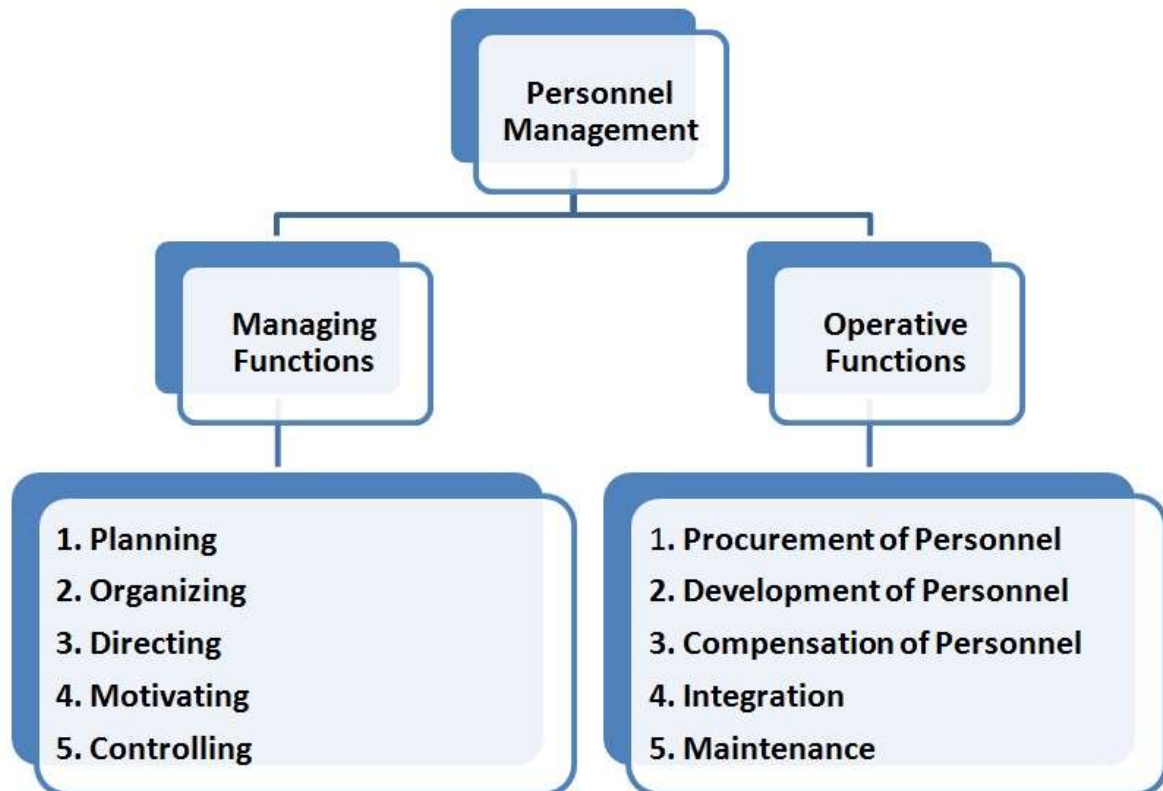 Personnel
Management
Managing
Functions
Operative
Functions
1. Planning
2. Organizing
3. Directing
4. Motivating
5. Controlling
1. Procurement of Personnel
2. Development of Personnel
3. Compensation of Personnel
4. Integration
5. Maintenance